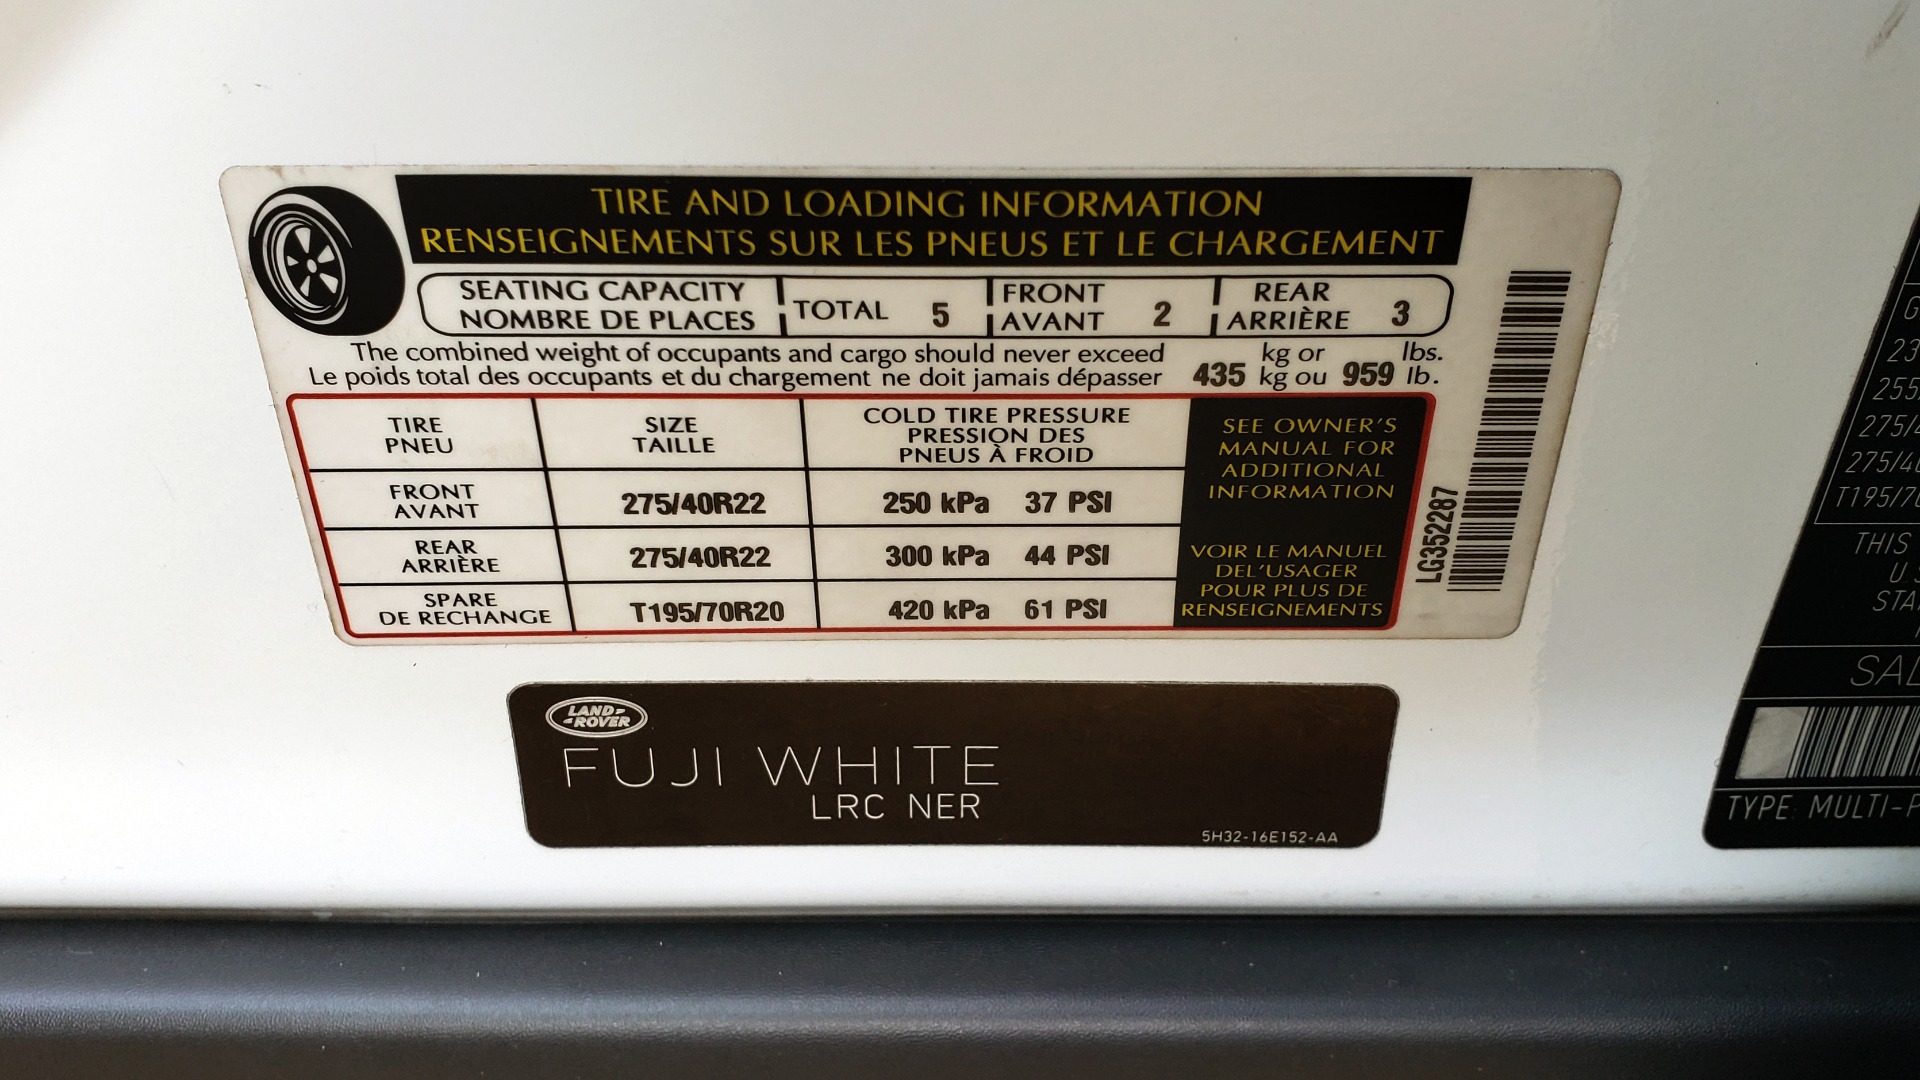 TIRE AND LOADING INFORMATION
RENSEIGNEMENTS SUR LES PNEUS ET LE CHARGEMENT
SEATING CAPACITY
NOMBRE DE PLACES
TOTAL 5
FRONT
AVANT 2
REAR
ARRIÈRE 3
The combined weight of occupants and cargo should never exceed kg or lbs.
Le poids total des occupants et du chargement ne doit jamais dépasser 435 kg ou 959 lb.
TIRE
PNEU
SIZE
TAILLE
COLD TIRE PRESSURE
PRESSION DES
PNEUS À FROID
FRONT
AVANT
275/40R22
250 kPa 37 PSI
REAR
ARRIÈRE
275/40R22
300 kPa 44 PSI
SPARE
DE RECHANGE
T195/70R20
420 kPa 61 PSI
SEE OWNER'S
MANUAL FOR
ADDITIONAL
INFORMATION
VOIR LE MANUEL
DEL'USAGER
POUR PLUS DE
RENSEIGNEMENTS
LG352287
LAND-
-ROVER
FUJI WHITE
LRC NER
5H32-16E152-AA
THIS
TYPE: MULTI-P